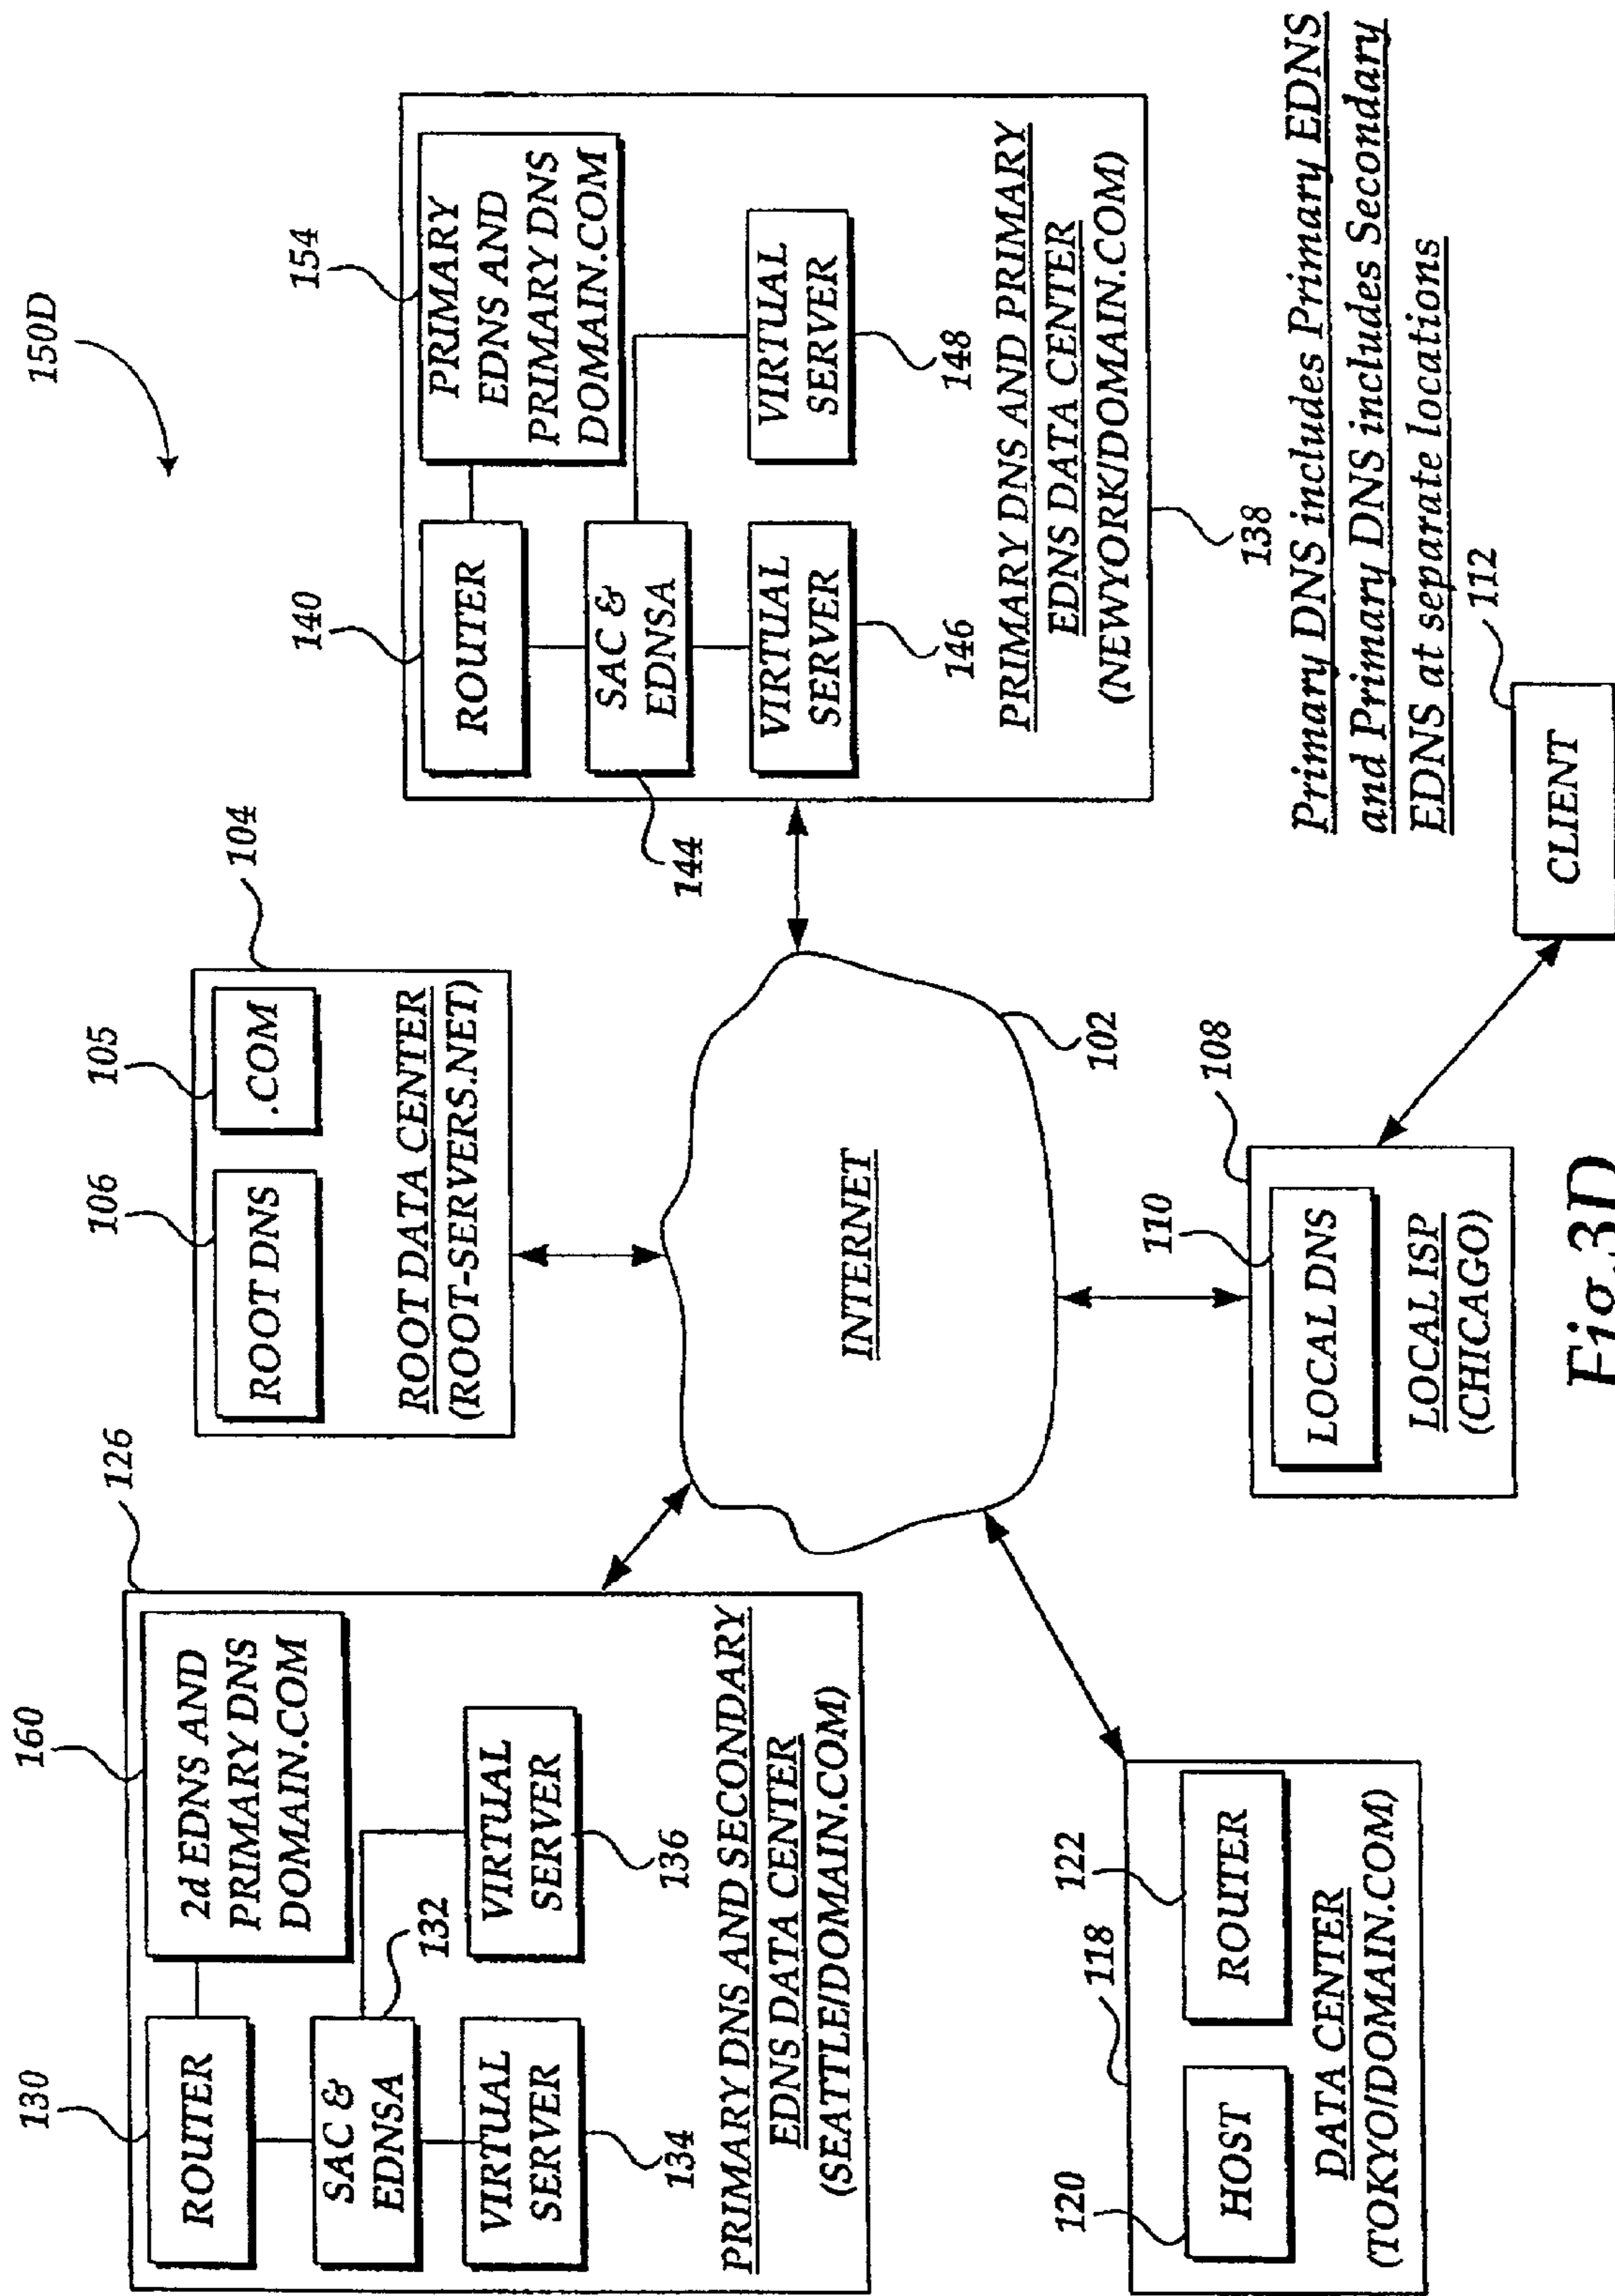 150D
126
160
2d EDNS AND
PRIMARY DNS
DOMAIN.COM
130
ROUTER
SAC &
EDNSA
132
VIRTUAL
SERVER
134
VIRTUAL
SERVER
136
PRIMARY DNS AND SECONDARY
EDNS DATA CENTER
(SEATTLE/DOMAIN.COM)
104
106
ROOT DNS
105
.COM
ROOT DATA CENTER
(ROOT-SERVERS.NET)
154
PRIMARY
EDNS AND
PRIMARY DNS
DOMAIN.COM
140
ROUTER
SAC &
EDNSA
144
VIRTUAL
SERVER
146
VIRTUAL
SERVER
148
PRIMARY DNS AND PRIMARY
EDNS DATA CENTER
(NEWYORK/DOMAIN.COM)
138
INTERNET
102
118
120
HOST
122
ROUTER
DATA CENTER
(TOKYO/DOMAIN.COM)
108
110
LOCAL DNS
LOCAL ISP
(CHICAGO)
112
CLIENT
Primary DNS includes Primary EDNS
and Primary DNS includes Secondary
EDNS at separate locations
Fig.3D